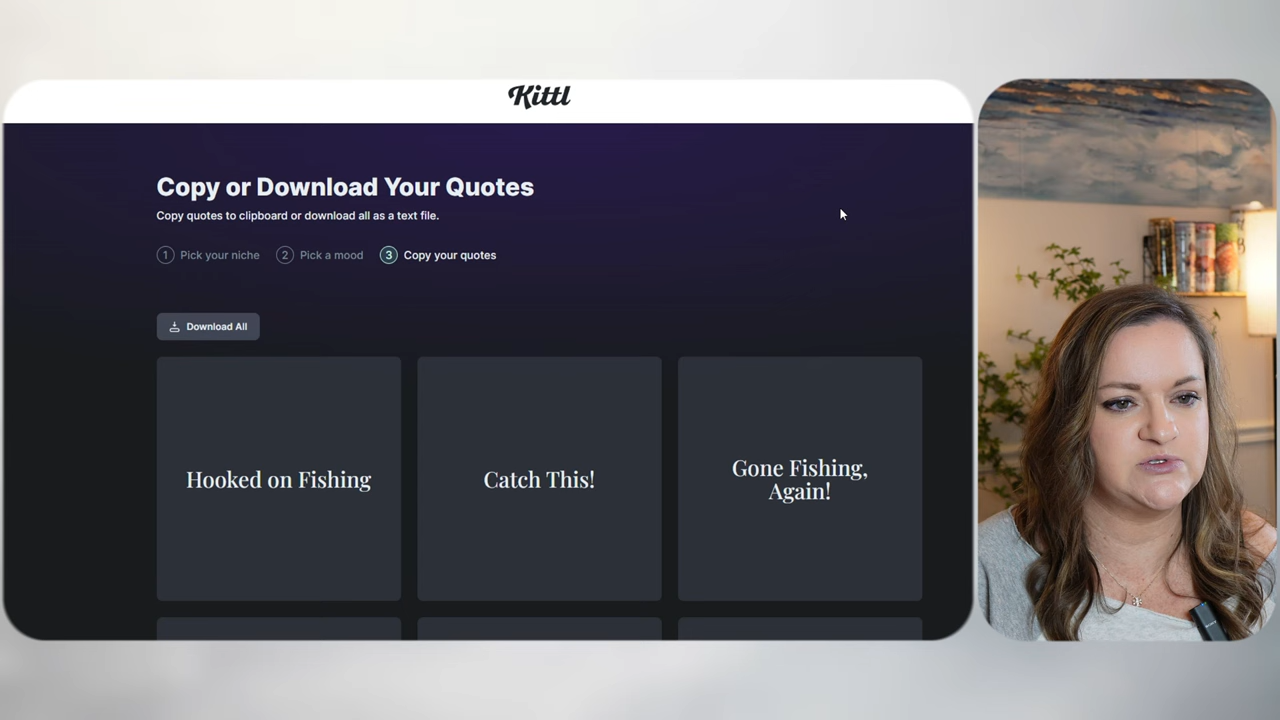 Kittl
Copy or Download Your Quotes
Copy quotes to clipboard or download all as a text file.
1 Pick your niche 2 Pick a mood 3 Copy your quotes
Download All
Hooked on Fishing
Catch This!
Gone Fishing,
Again!